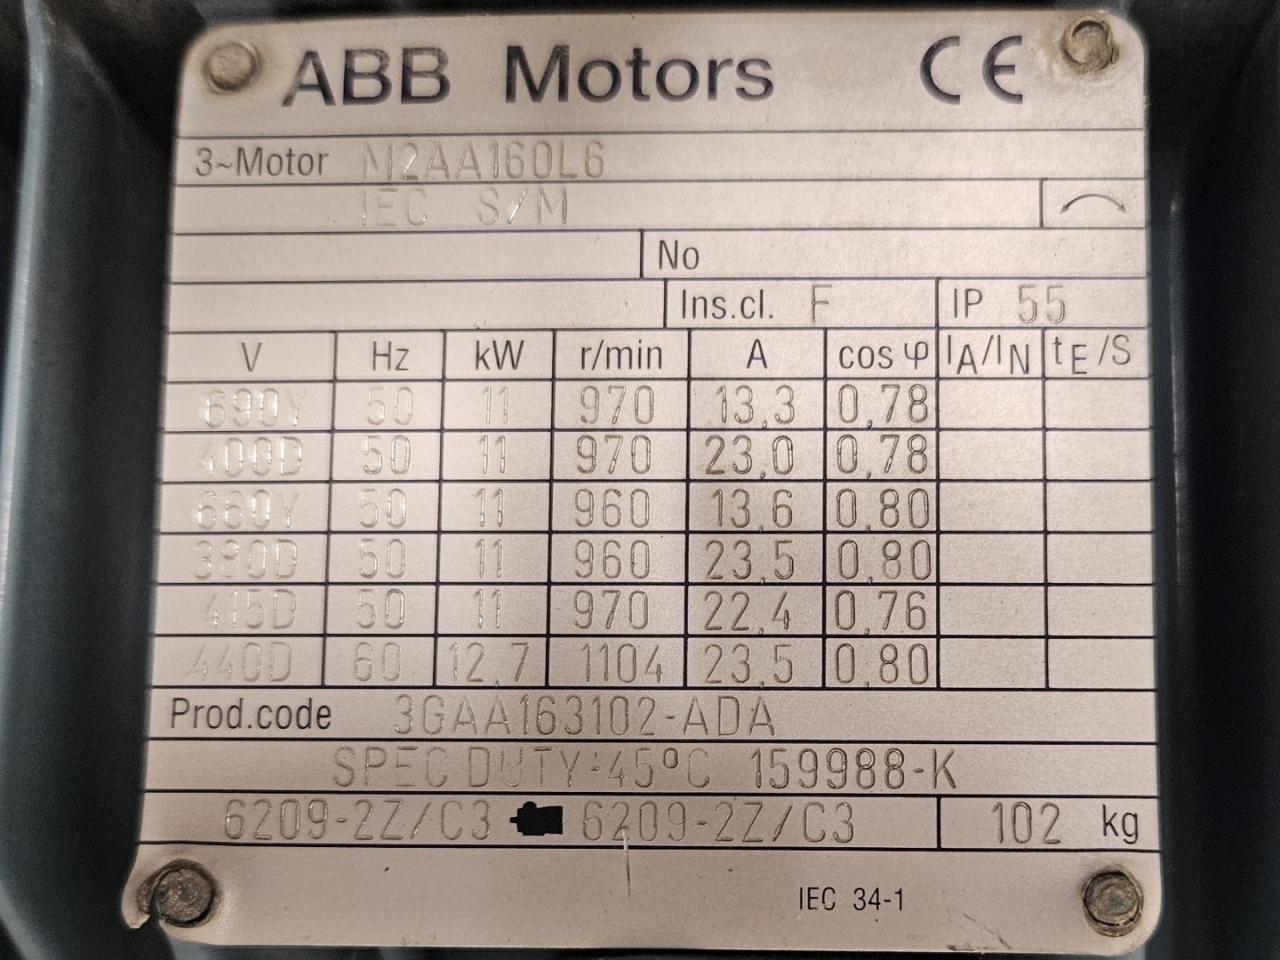 ABB Motors CE
3~Motor M2AA160L6
IEC S/M
No
Ins.cl. F IP 55
V Hz kW r/min A cos φ IA/IN tE/S
690Y 50 11 970 13,3 0,78
400D 50 11 970 23,0 0,78
660Y 50 11 960 13,6 0,80
380D 50 11 960 23,5 0,80
415D 50 11 970 22,4 0,76
440D 60 12,7 1104 23,5 0,80
Prod.code 3GAA163102-ADA
SPEC DUTY:45°C 159988-K
6209-2Z/C3 6209-2Z/C3 102 kg
IEC 34-1